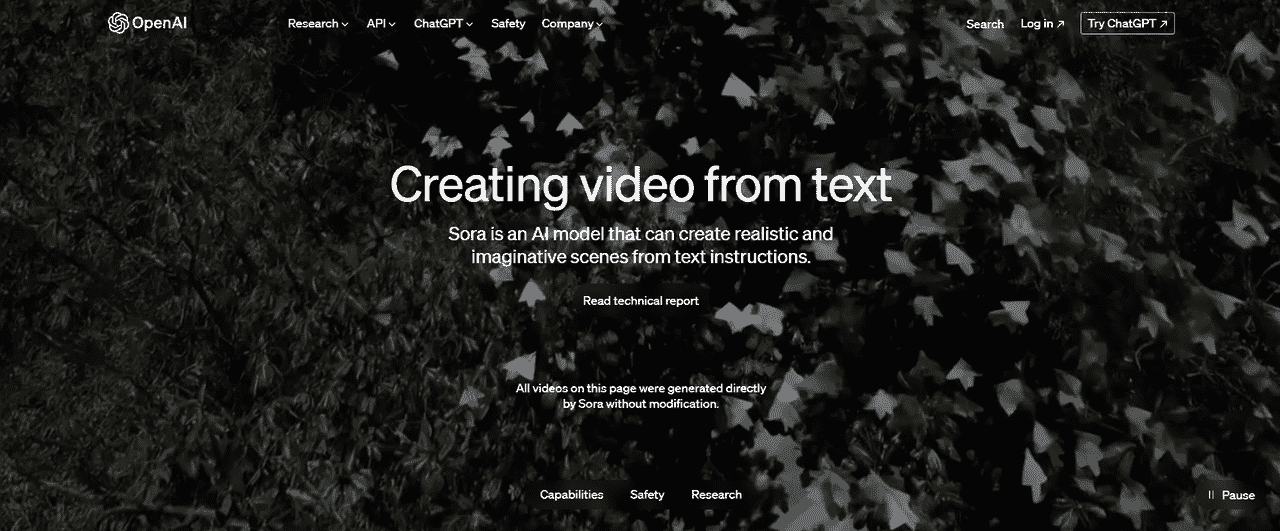 OpenAI Research API ChatGPT Safety Company Search Log in ↗ Try ChatGPT ↗
Creating video from text
Sora is an AI model that can create realistic and
imaginative scenes from text instructions.
Read technical report
All videos on this page were generated directly
by Sora without modification.
Capabilities Safety Research Pause